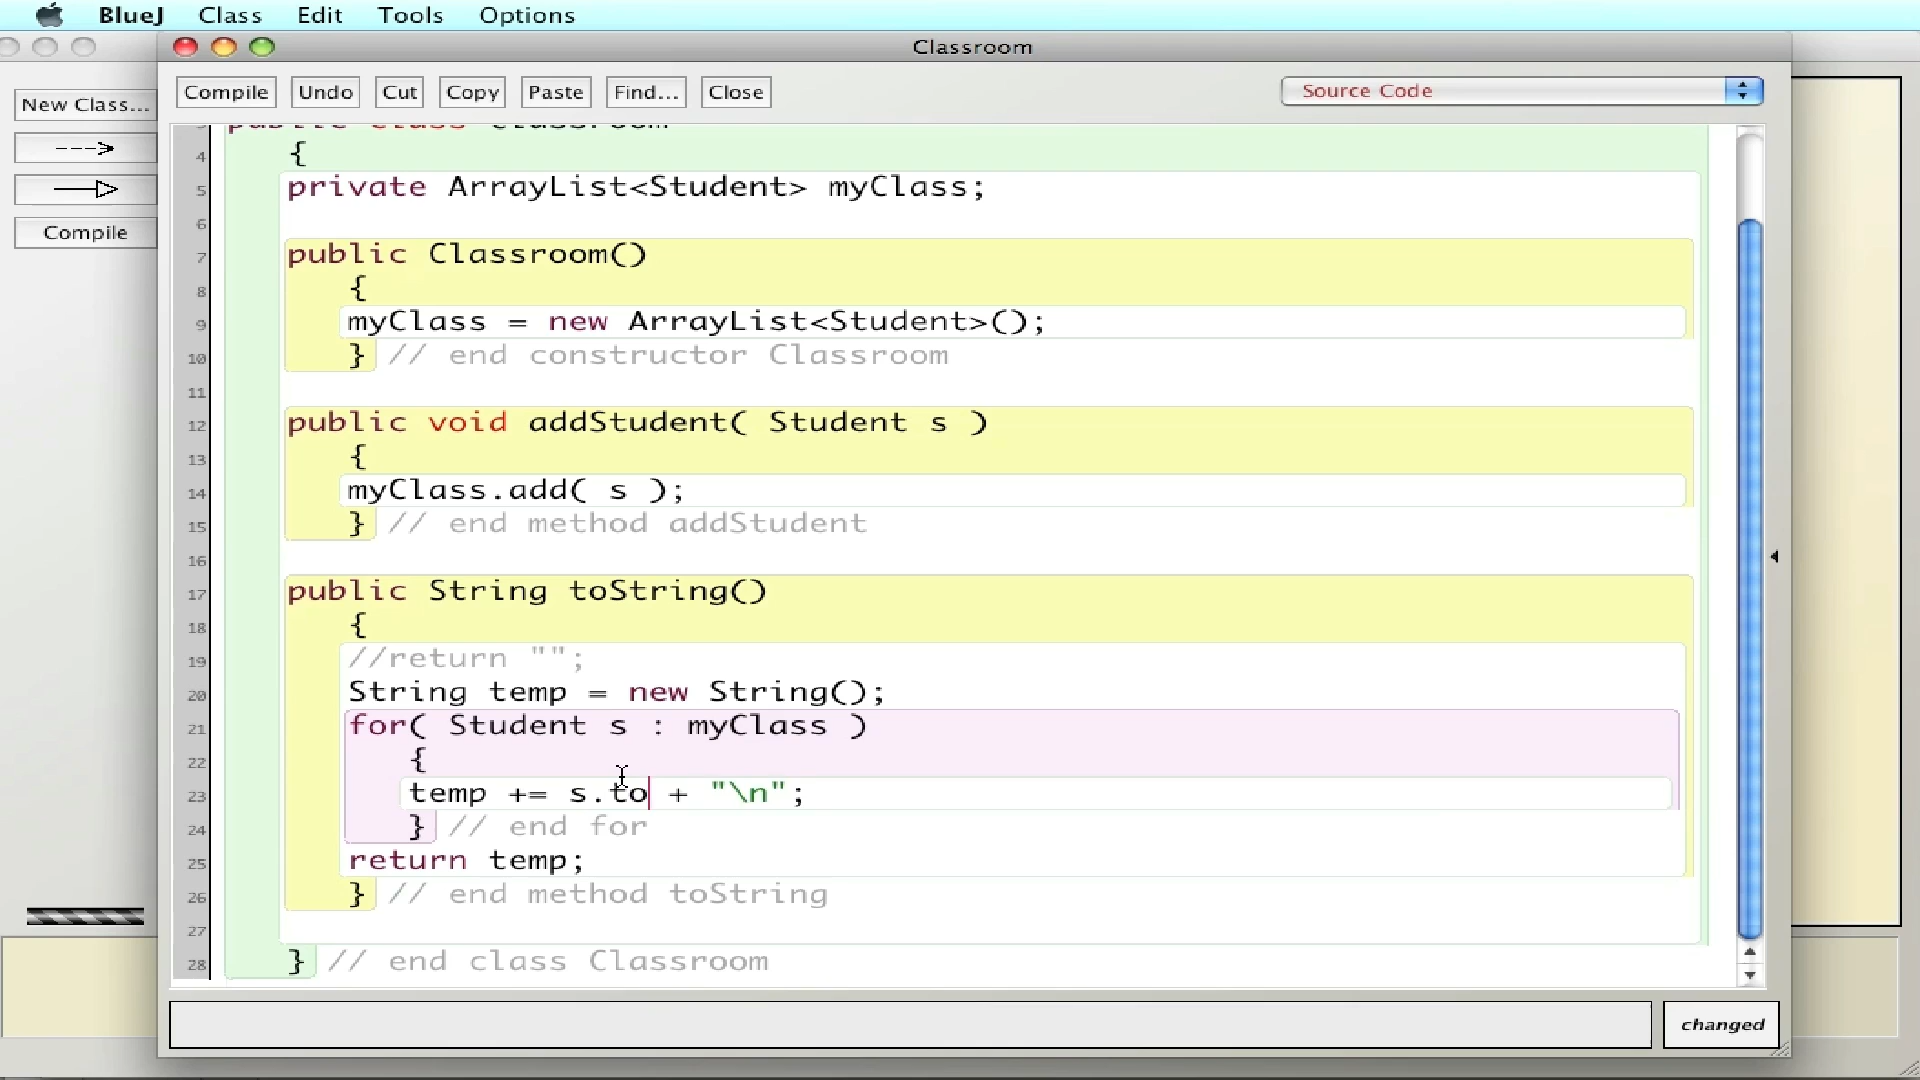 BlueJ Class Edit Tools Options
Classroom
Compile Undo Cut Copy Paste Find... Close Source Code
New Class...
Compile
public class Classroom
4 {
5 private ArrayList<Student> myClass;
6
7 public Classroom()
8 {
9 myClass = new ArrayList<Student>();
10 } // end constructor Classroom
11
12 public void addStudent( Student s )
13 {
14 myClass.add( s );
15 } // end method addStudent
16
17 public String toString()
18 {
19 //return "";
20 String temp = new String();
21 for( Student s : myClass )
22 {
23 temp += s.to + "\n";
24 } // end for
25 return temp;
26 } // end method toString
27
28 } // end class Classroom
changed